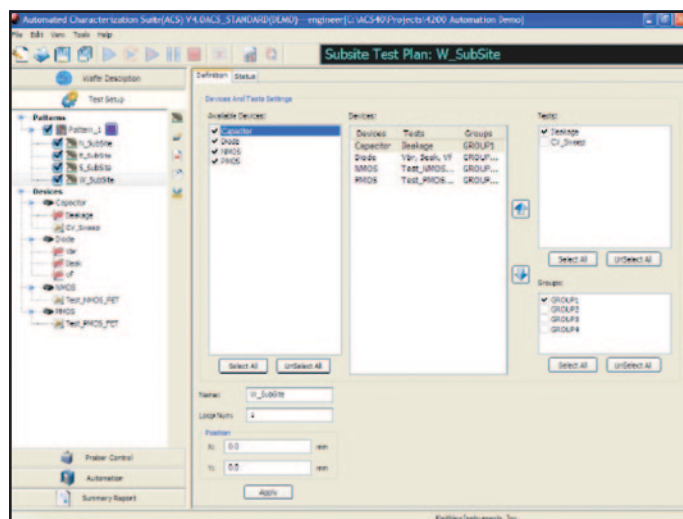 Automated Characterization Suite(ACS) V4.0ACS_STANDARD(DEMO)---engineer[C:\ACS40\Projects\4200 Automation Demo]
File Edit View Tools Help
Subsite Test Plan: W_SubSite
Wafer Description
Test Setup
Patterns
Pattern_1
N_SubSite
E_SubSite
S_SubSite
W_SubSite
Devices
Capacitor
Ileakage
CV_Sweep
Diode
Vbr
Ileak
Vf
NMOS
Test_NMOS_FET
PMOS
Test_PMOS_FET
Prober Control
Automation
Summary Report
Definition Status
Devices And Tests Settings
Available Devices:
Capacitor
Diode
NMOS
PMOS
Select All UnSelect All
Devices:
Devices Tests Groups
Capacitor Ileakage GROUP1
Diode Vbr, Ileak, Vf GROUP...
NMOS Test_NMOS... GROUP...
PMOS Test_PMOS... GROUP...
Tests:
Ileakage
CV_Sweep
Select All UnSelect All
Groups:
GROUP1
GROUP2
GROUP3
GROUP4
Select All UnSelect All
Name: W_SubSite
Position
X: 0.0 mm
Y: 0.0 mm
Apply
Keithley Instruments, Inc.